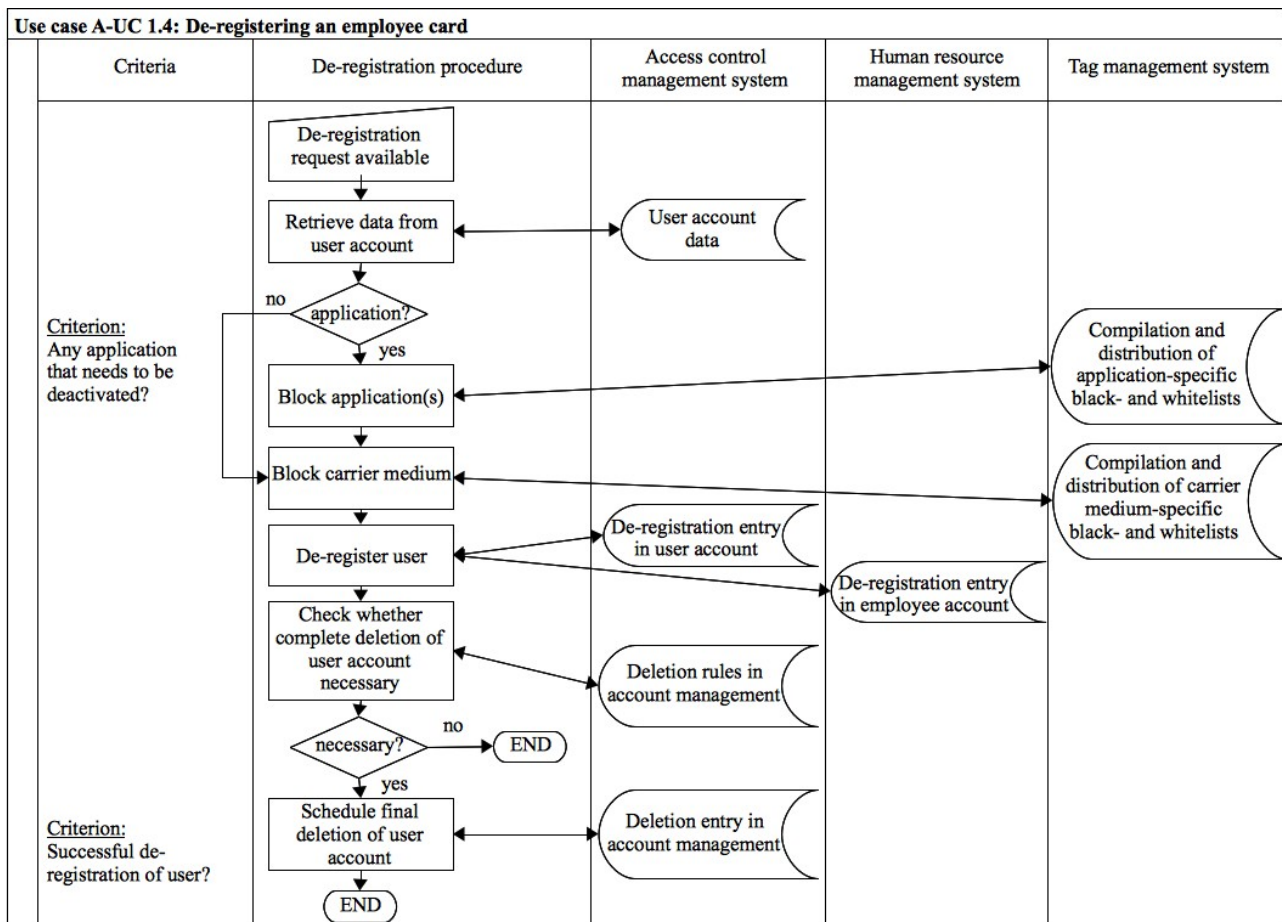 Use case A-UC 1.4: De-registering an employee card
Criteria
De-registration procedure
Access control
management system
Human resource
management system
Tag management system
De-registration
request available
Retrieve data from
user account
User account
data
no
application?
yes
Criterion:
Any application
that needs to be
deactivated?
Compilation and
distribution of
application-specific
black- and whitelists
Block application(s)
Block carrier medium
Compilation and
distribution of carrier
medium-specific
black- and whitelists
De-registration entry
in user account
De-register user
De-registration entry
in employee account
Check whether
complete deletion of
user account
necessary
Deletion rules in
account management
necessary?
no
END
yes
Schedule final
deletion of user
account
Deletion entry in
account management
Criterion:
Successful de-
registration of user?
END